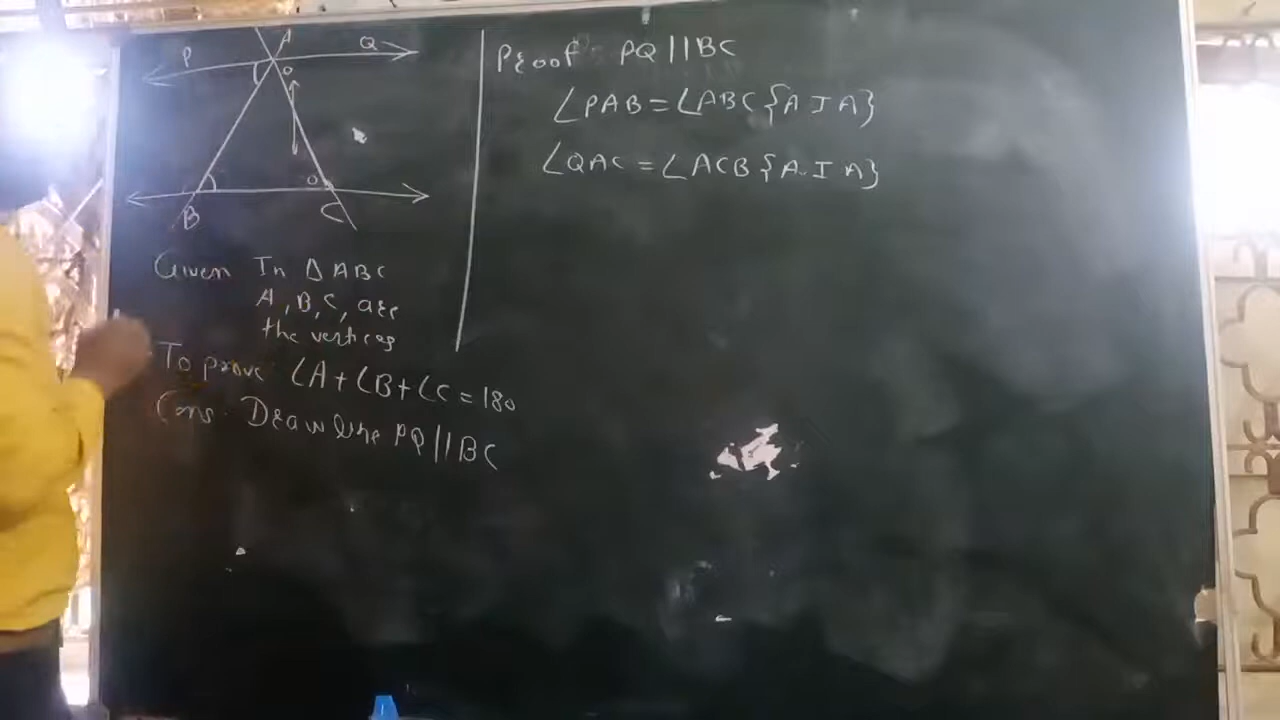 A
P
Q
B
C
Given In ∆ABC
A, B, C, are
the vertices
To prove ∠A+∠B+∠C=180
Cons. Draw line PQ||BC
Proof PQ||BC
∠PAB=∠ABC{A I A}
∠QAC=∠ACB{A.I A}